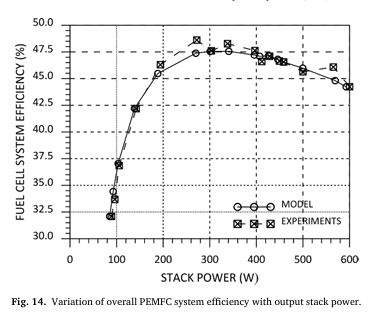 50.0
47.5
45.0
42.5
40.0
37.5
35.0
32.5
30.0
FUEL CELL SYSTEM EFFICIENCY (%)
MODEL
EXPERIMENTS
0 100 200 300 400 500 600
STACK POWER (W)
Fig. 14. Variation of overall PEMFC system efficiency with output stack power.